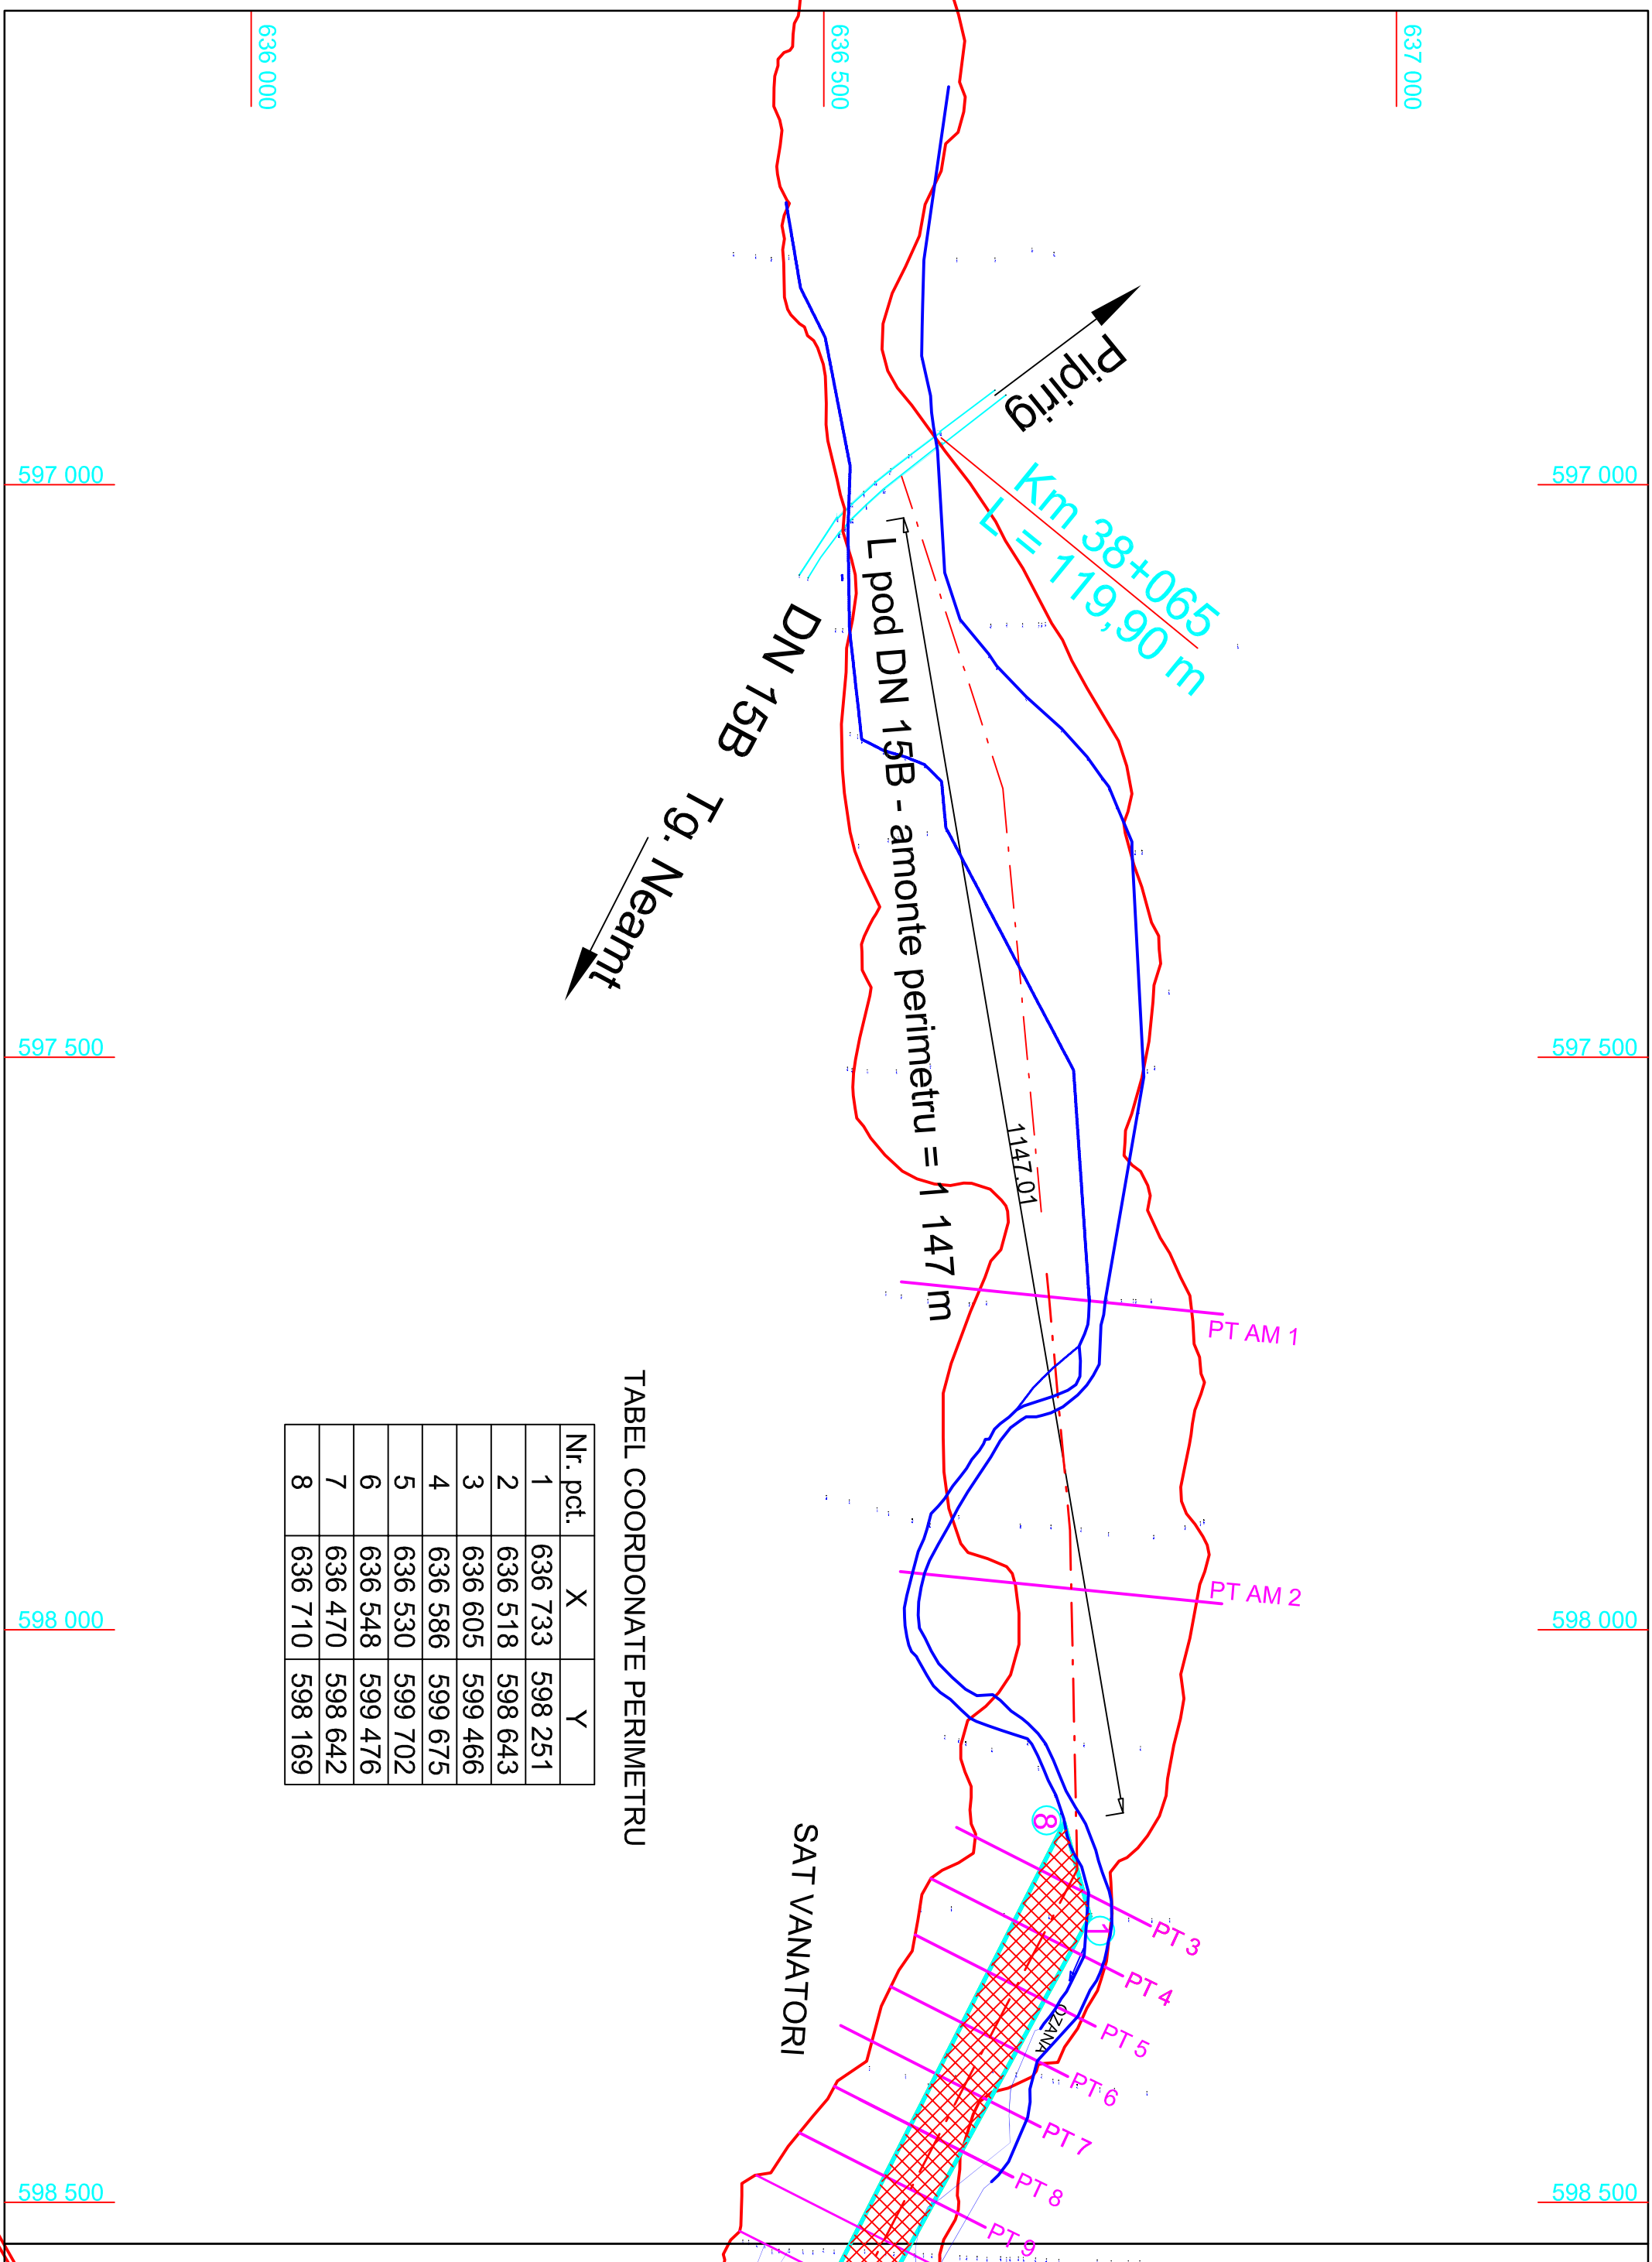 636 000
636 500
637 000
597 000
597 000
597 500
597 500
598 000
598 000
598 500
598 500
Pipirig
Km 38+065
L = 119,90 m
DN 15B Tg. Neamt
L pod DN 15B - amonte perimetru = 1 147 m
1147.01
PT AM 1
PT AM 2
TABEL COORDONATE PERIMETRU
Nr. pct. X Y
1 636 733 598 251
2 636 518 598 643
3 636 605 599 466
4 636 586 599 675
5 636 530 599 702
6 636 548 599 476
7 636 470 598 642
8 636 710 598 169
SAT VANATORI
8
1
OZANA
PT 3
PT 4
PT 5
PT 6
PT 7
PT 8
PT 9